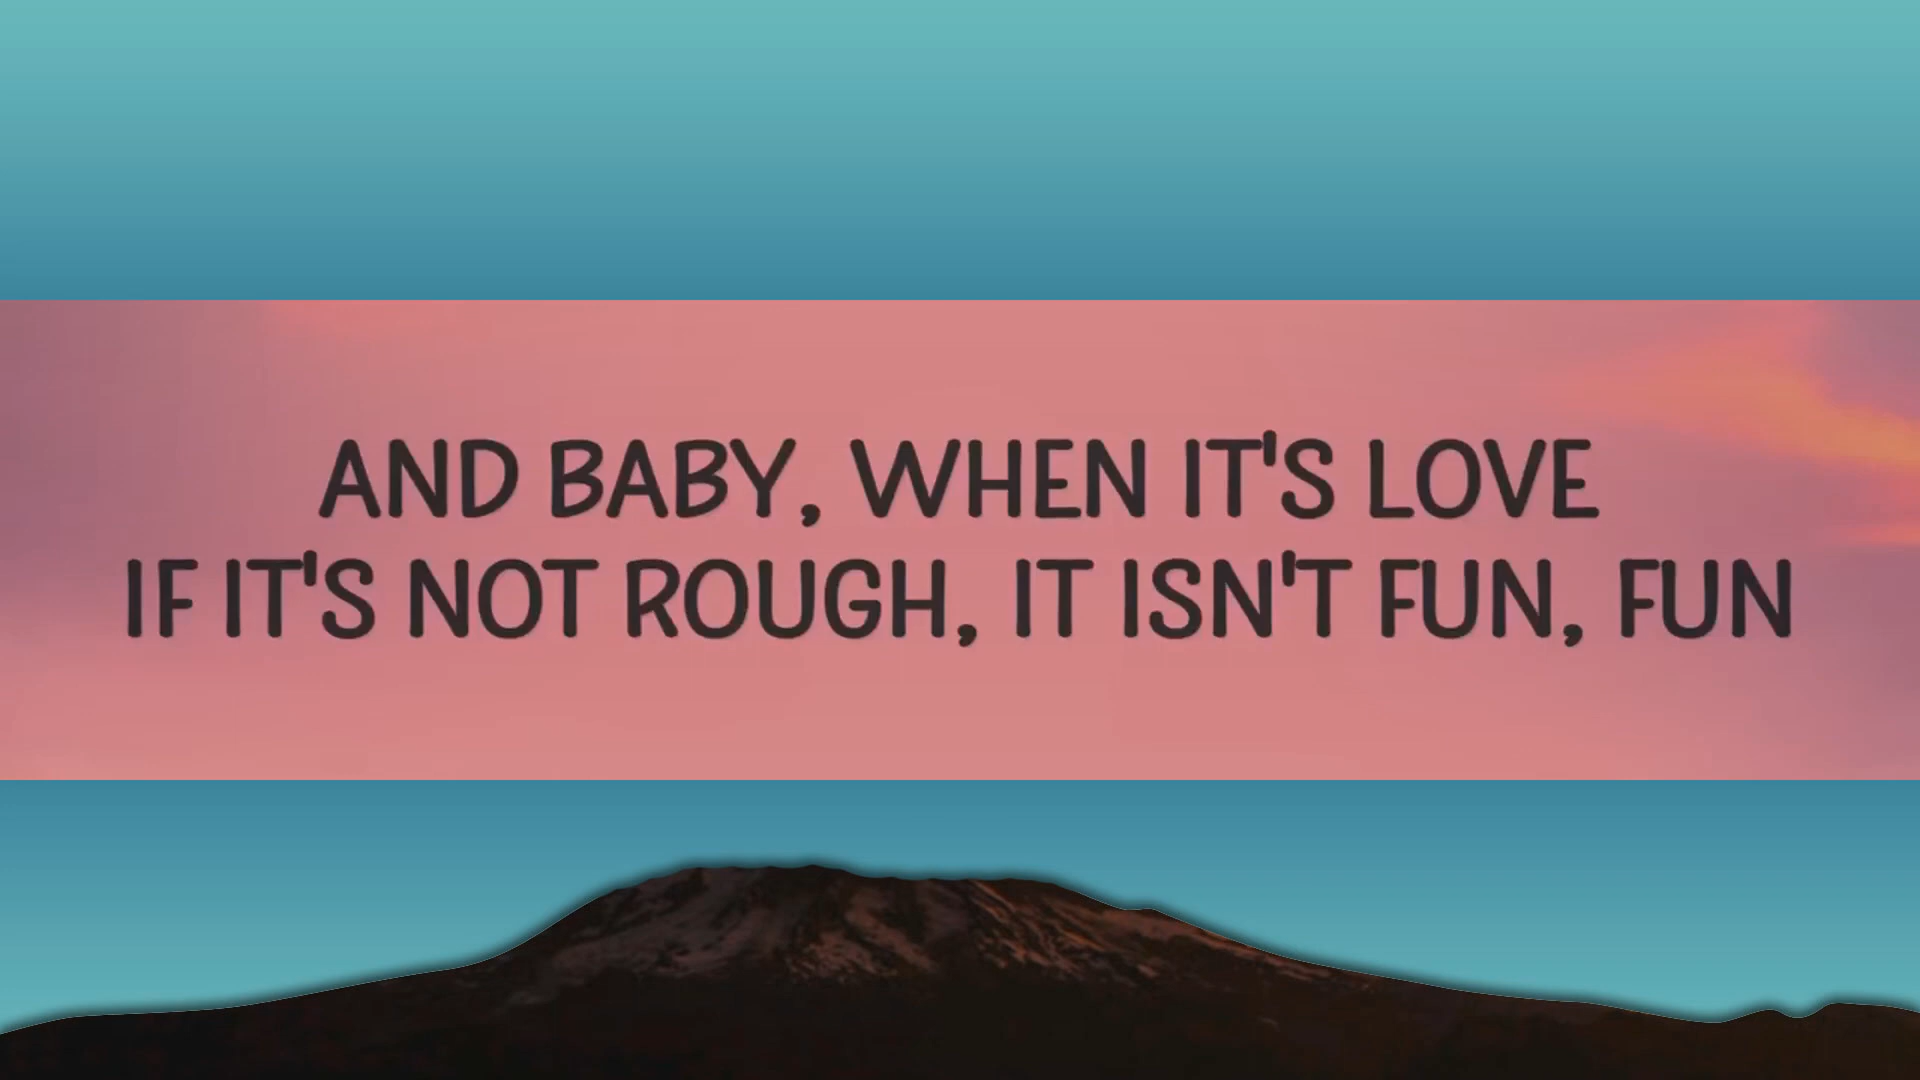 AND BABY, WHEN IT'S LOVE
IF IT'S NOT ROUGH, IT ISN'T FUN, FUN